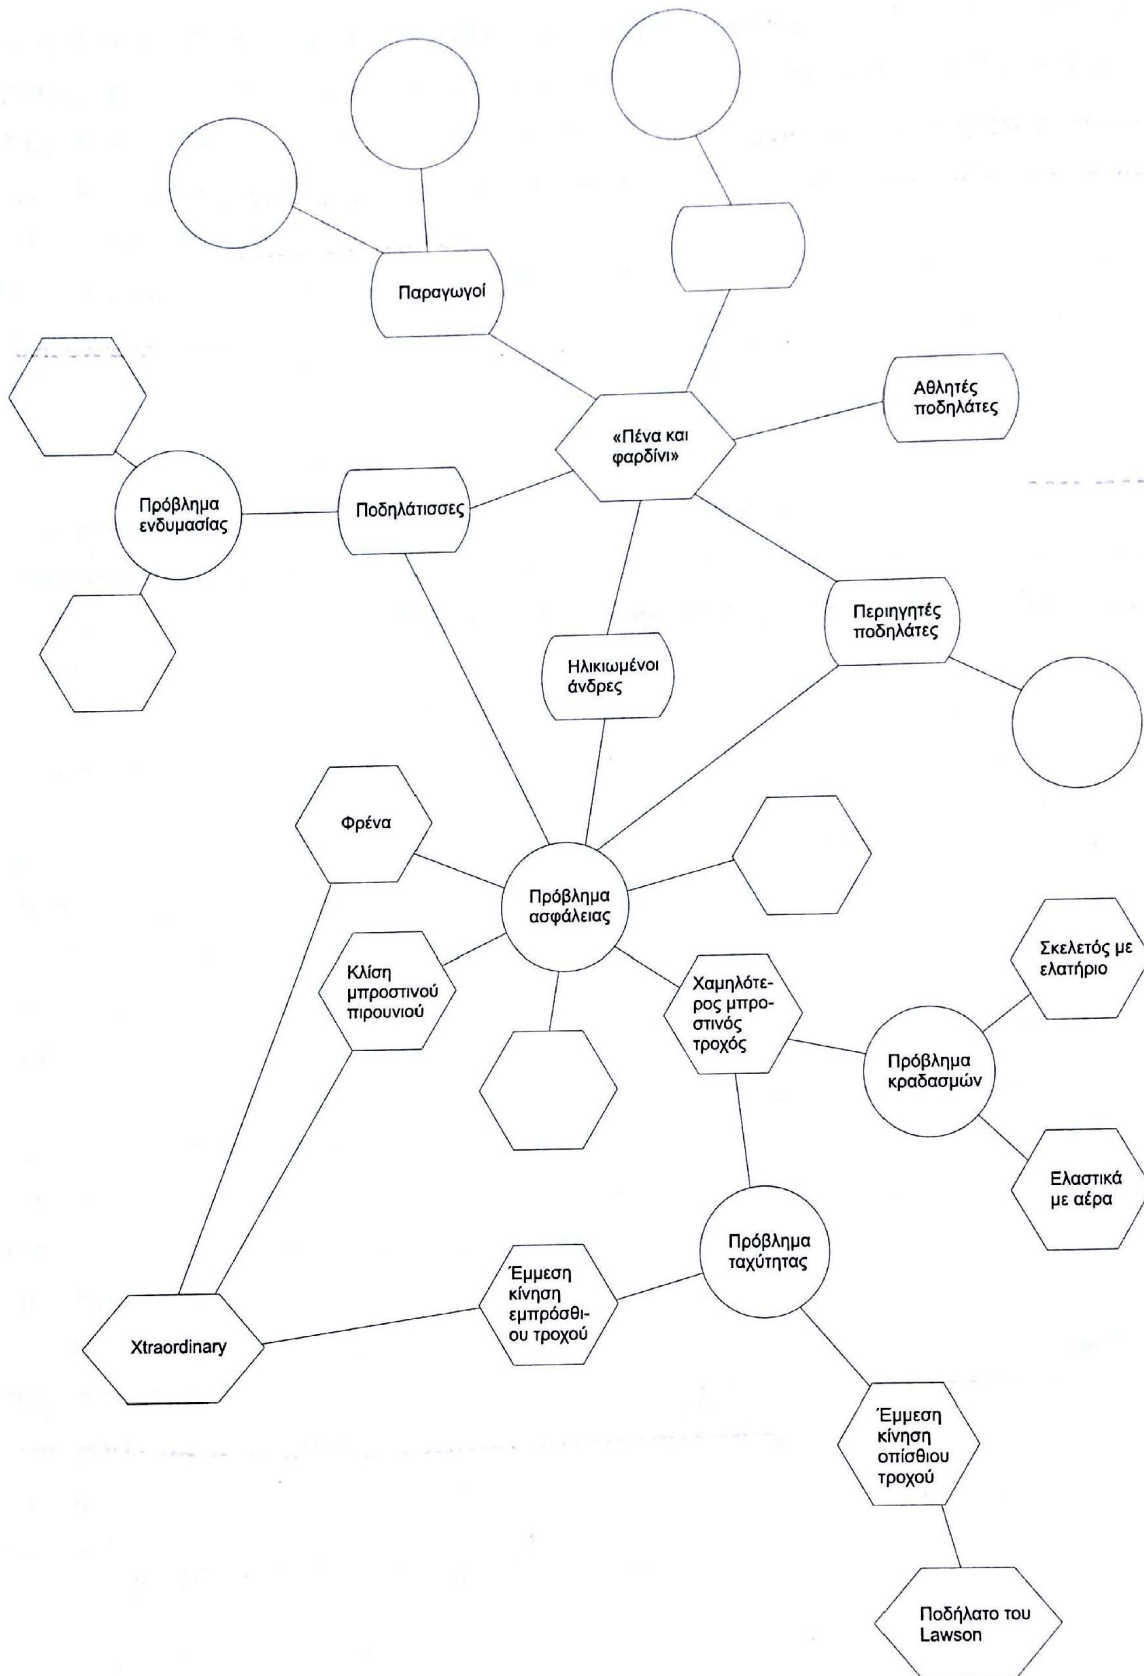 Παραγωγοί
Αθλητές
ποδηλάτες
«Πένα και
φαρδίνι»
Πρόβλημα
ενδυμασίας
Ποδηλάτισσες
Περιηγητές
ποδηλάτες
Ηλικιωμένοι
άνδρες
Φρένα
Πρόβλημα
ασφάλειας
Σκελετός με
ελατήριο
Κλίση
μπροστινού
πιρουνιού
Χαμηλότε-
ρος μπρο-
στινός
τροχός
Πρόβλημα
κραδασμών
Ελαστικά
με αέρα
Πρόβλημα
ταχύτητας
Έμμεση
κίνηση
εμπρόσθι-
ου τροχού
Xtraordinary
Έμμεση
κίνηση
οπίσθιου
τροχού
Ποδήλατο του
Lawson